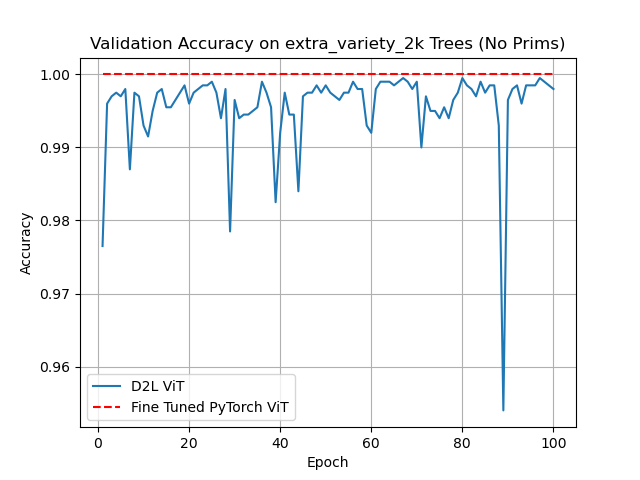 Validation Accuracy on extra_variety_2k Trees (No Prims)
1.00
0.99
0.98
0.97
0.96
Accuracy
D2L ViT
Fine Tuned PyTorch ViT
0 20 40 60 80 100
Epoch